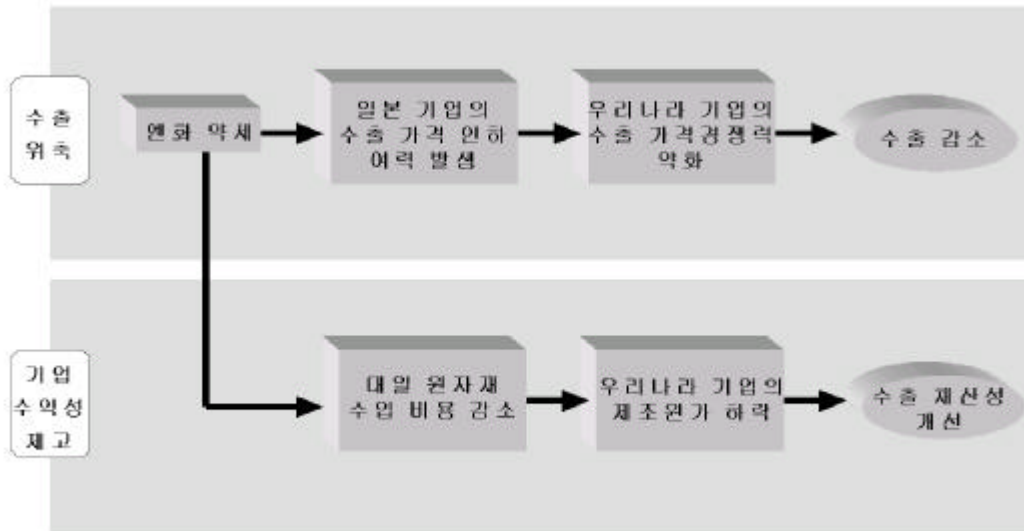 수출
위축
엔화 약세
일본 기업의
수출 가격 인하
여력 발생
우리나라 기업의
수출 가격경쟁력
약화
수출 감소
기업
수익성
제고
대일 원자재
수입 비용 감소
우리나라 기업의
제조원가 하락
수출 채산성
개선